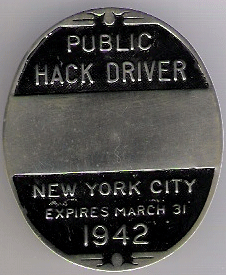 PUBLIC
HACK DRIVER
NEW YORK CITY
EXPIRES MARCH 31
1942